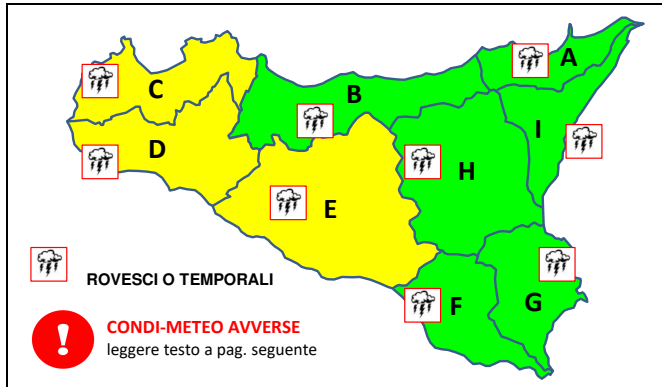 A
C
B
I
D
H
E
F
G
ROVESCI O TEMPORALI
!
CONDI-METEO AVVERSE
leggere testo a pag. seguente